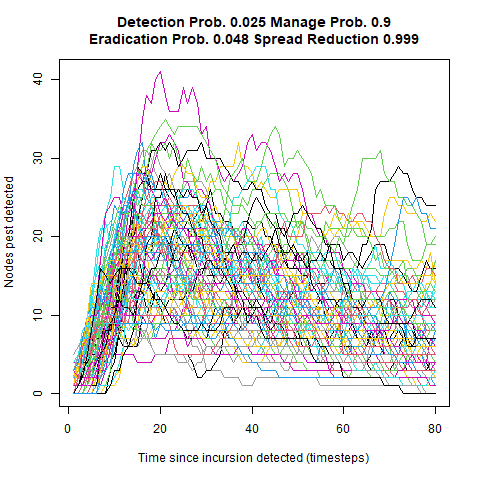 Detection Prob. 0.025 Manage Prob. 0.9
Eradication Prob. 0.048 Spread Reduction 0.999
Nodes pest detected
40
30
20
10
0
0 20 40 60 80
Time since incursion detected (timesteps)